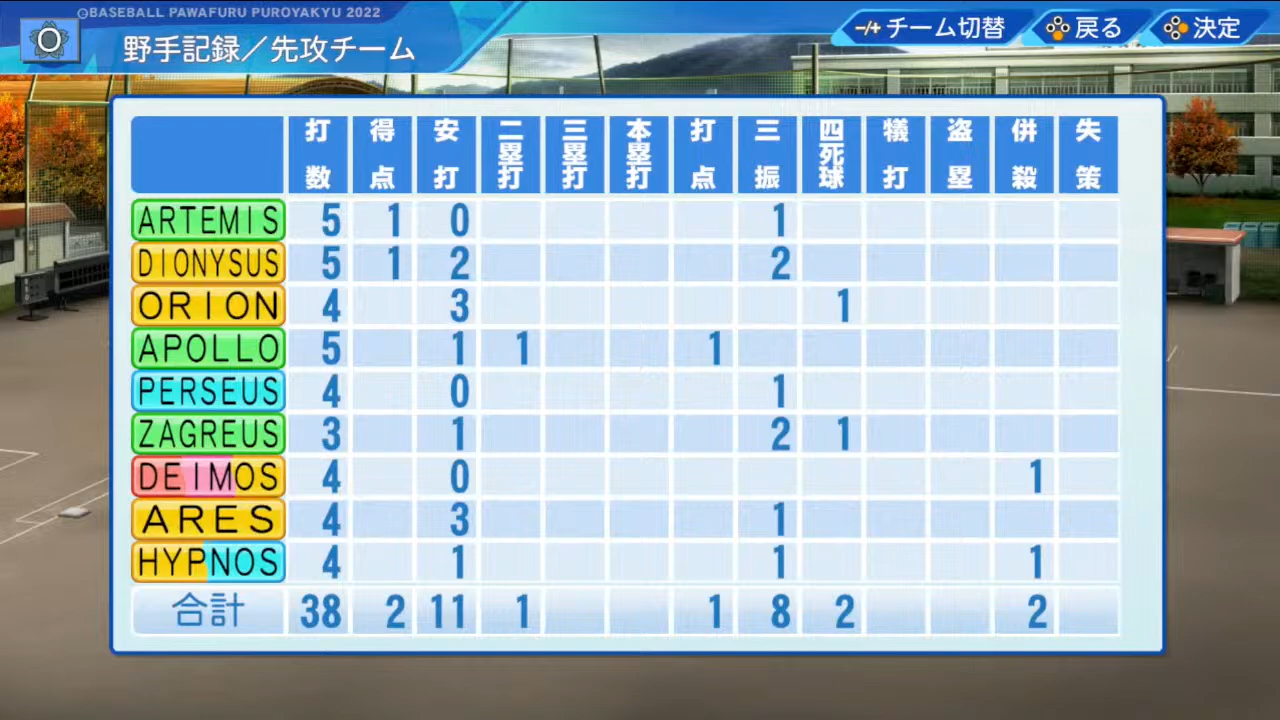 ©BASEBALL PAWAFURU PUROYAKYU 2022
野手記録／先攻チーム
-/+ チーム切替 戻る 決定
打数 得点 安打 二塁打 三塁打 本塁打 打点 三振 四死球 犠打 盗塁 併殺 失策
ARTEMIS 5 1 0 1
DIONYSUS 5 1 2 2
ORION 4 3 1
APOLLO 5 1 1 1
PERSEUS 4 0 1
ZAGREUS 3 1 2 1
DEIMOS 4 0 1
ARES 4 3 1
HYPNOS 4 1 1 1
合計 38 2 11 1 1 8 2 2